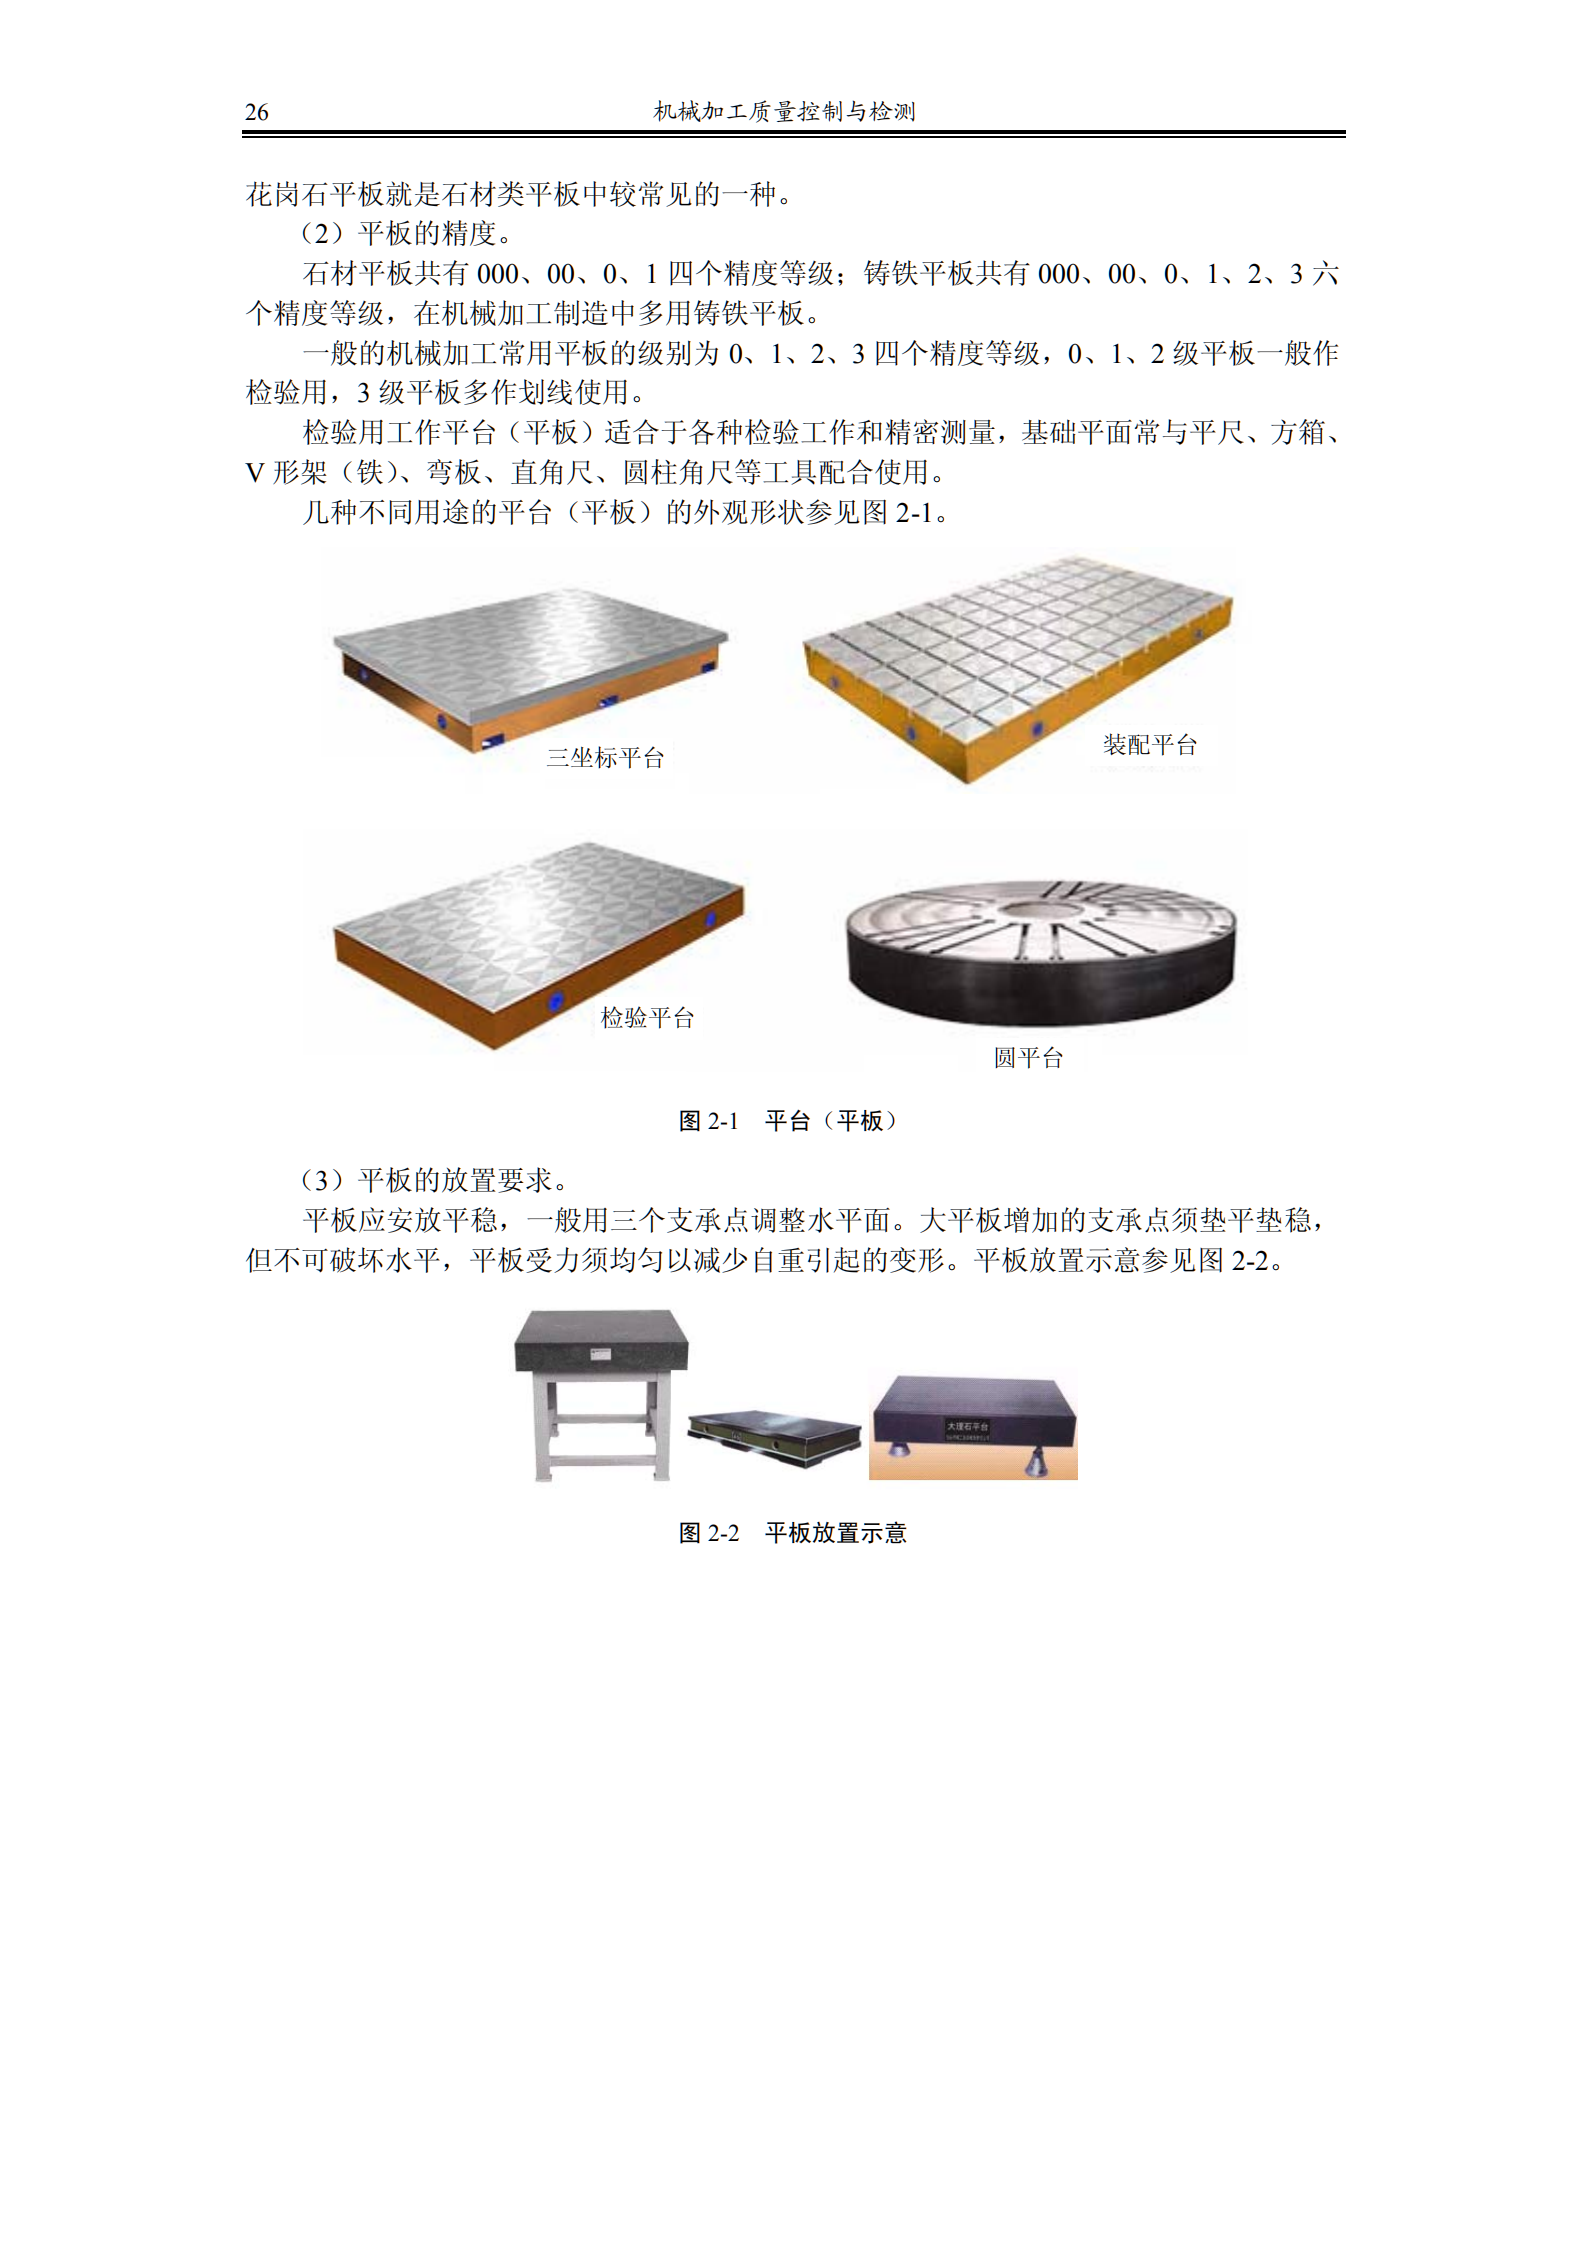 26
机械加工质量控制与检测
花岗石平板就是石材类平板中较常见的一种。
（2）平板的精度。
石材平板共有 000、00、0、1 四个精度等级；铸铁平板共有 000、00、0、1、2、3 六
个精度等级，在机械加工制造中多用铸铁平板。
一般的机械加工常用平板的级别为 0、1、2、3 四个精度等级，0、1、2 级平板一般作
检验用，3 级平板多作划线使用。
检验用工作平台（平板）适合于各种检验工作和精密测量，基础平面常与平尺、方箱、
V 形架（铁）、弯板、直角尺、圆柱角尺等工具配合使用。
几种不同用途的平台（平板）的外观形状参见图 2-1。
三坐标平台
装配平台
检验平台
圆平台
图 2-1　平台（平板）
（3）平板的放置要求。
平板应安放平稳，一般用三个支承点调整水平面。大平板增加的支承点须垫平垫稳，
但不可破坏水平，平板受力须均匀以减少自重引起的变形。平板放置示意参见图 2-2。
大理石平台
图 2-2　平板放置示意